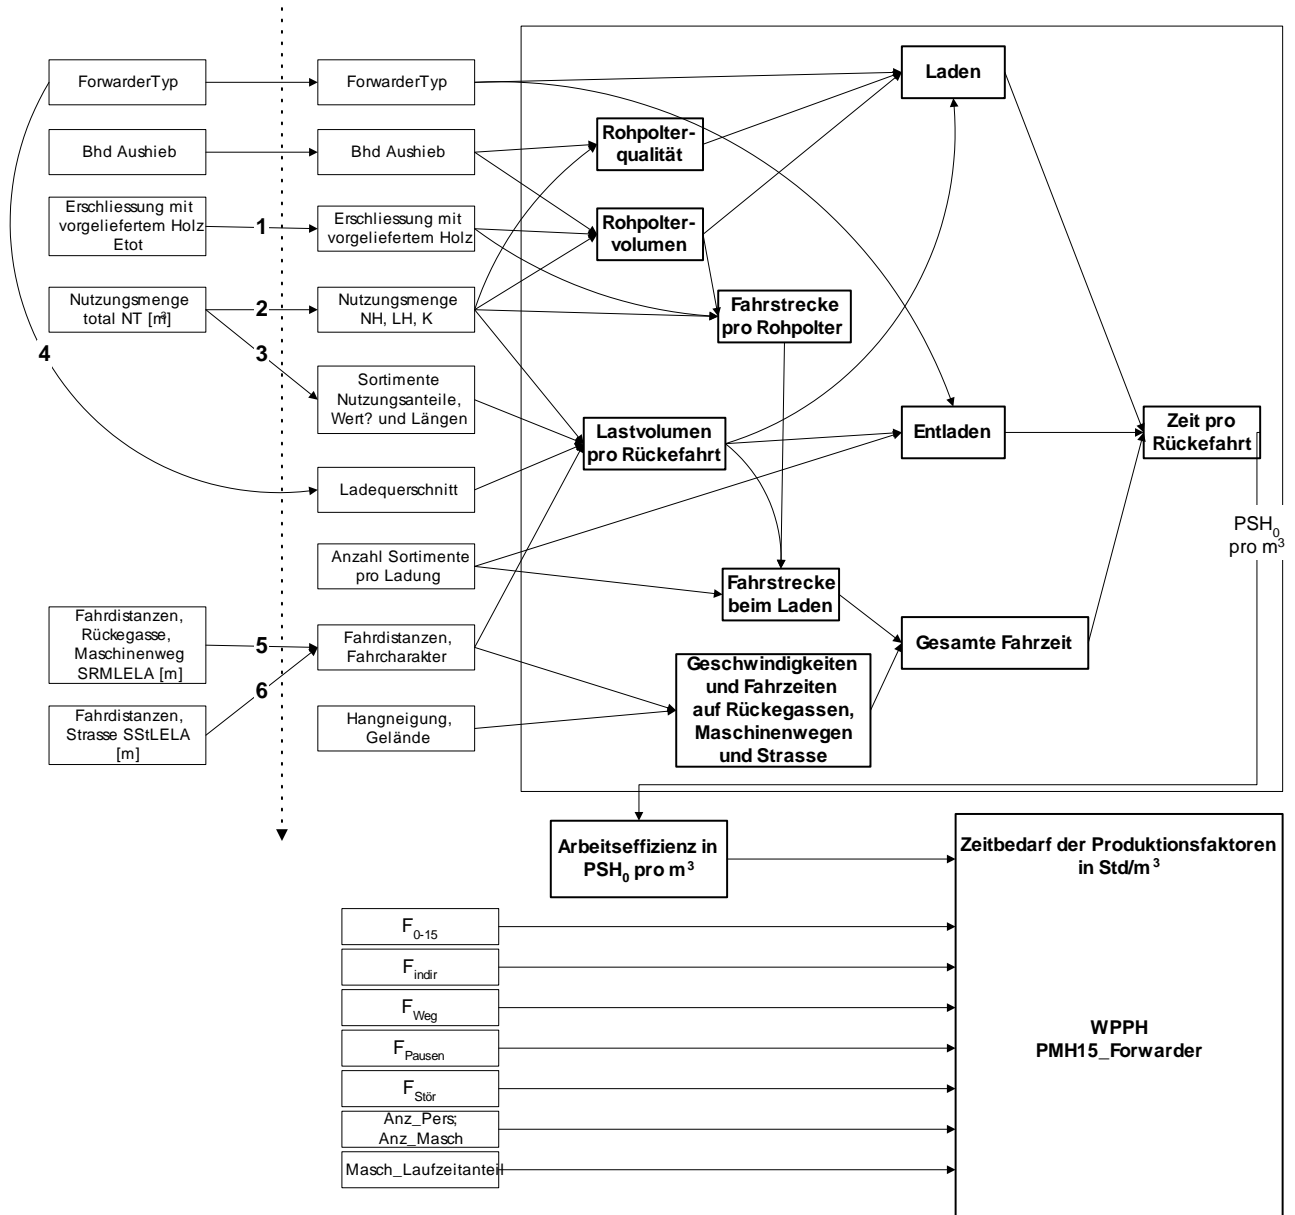 ForwarderTyp
Bhd Aushieb
Erschliessung mit
vorgeliefertem Holz
Etot
Nutzungsmenge
total NT [m³]
Fahrdistanzen,
Rückegasse,
Maschinenweg
SRMLELA [m]
Fahrdistanzen,
Strasse SStLELA
[m]
1
2
3
4
5
6
ForwarderTyp
Bhd Aushieb
Erschliessung mit
vorgeliefertem Holz
Nutzungsmenge
NH, LH, K
Sortimente
Nutzungsanteile,
Wert? und Längen
Ladequerschnitt
Anzahl Sortimente
pro Ladung
Fahrdistanzen,
Fahrcharakter
Hangneigung,
Gelände
Rohpolter-
qualität
Rohpolter-
volumen
Fahrstrecke
pro Rohpolter
Lastvolumen
pro Rückefahrt
Fahrstrecke
beim Laden
Geschwindigkeiten
und Fahrzeiten
auf Rückegassen,
Maschinenwegen
und Strasse
Laden
Entladen
Gesamte Fahrzeit
Zeit pro
Rückefahrt
PSH₀
pro m³
Arbeitseffizienz in
PSH₀ pro m³
Zeitbedarf der Produktionsfaktoren
in Std/m³
WPPH
PMH15_Forwarder
F0-15
Findir
FWeg
FPausen
FStör
Anz_Pers;
Anz_Masch
Masch_Laufzeitanteil